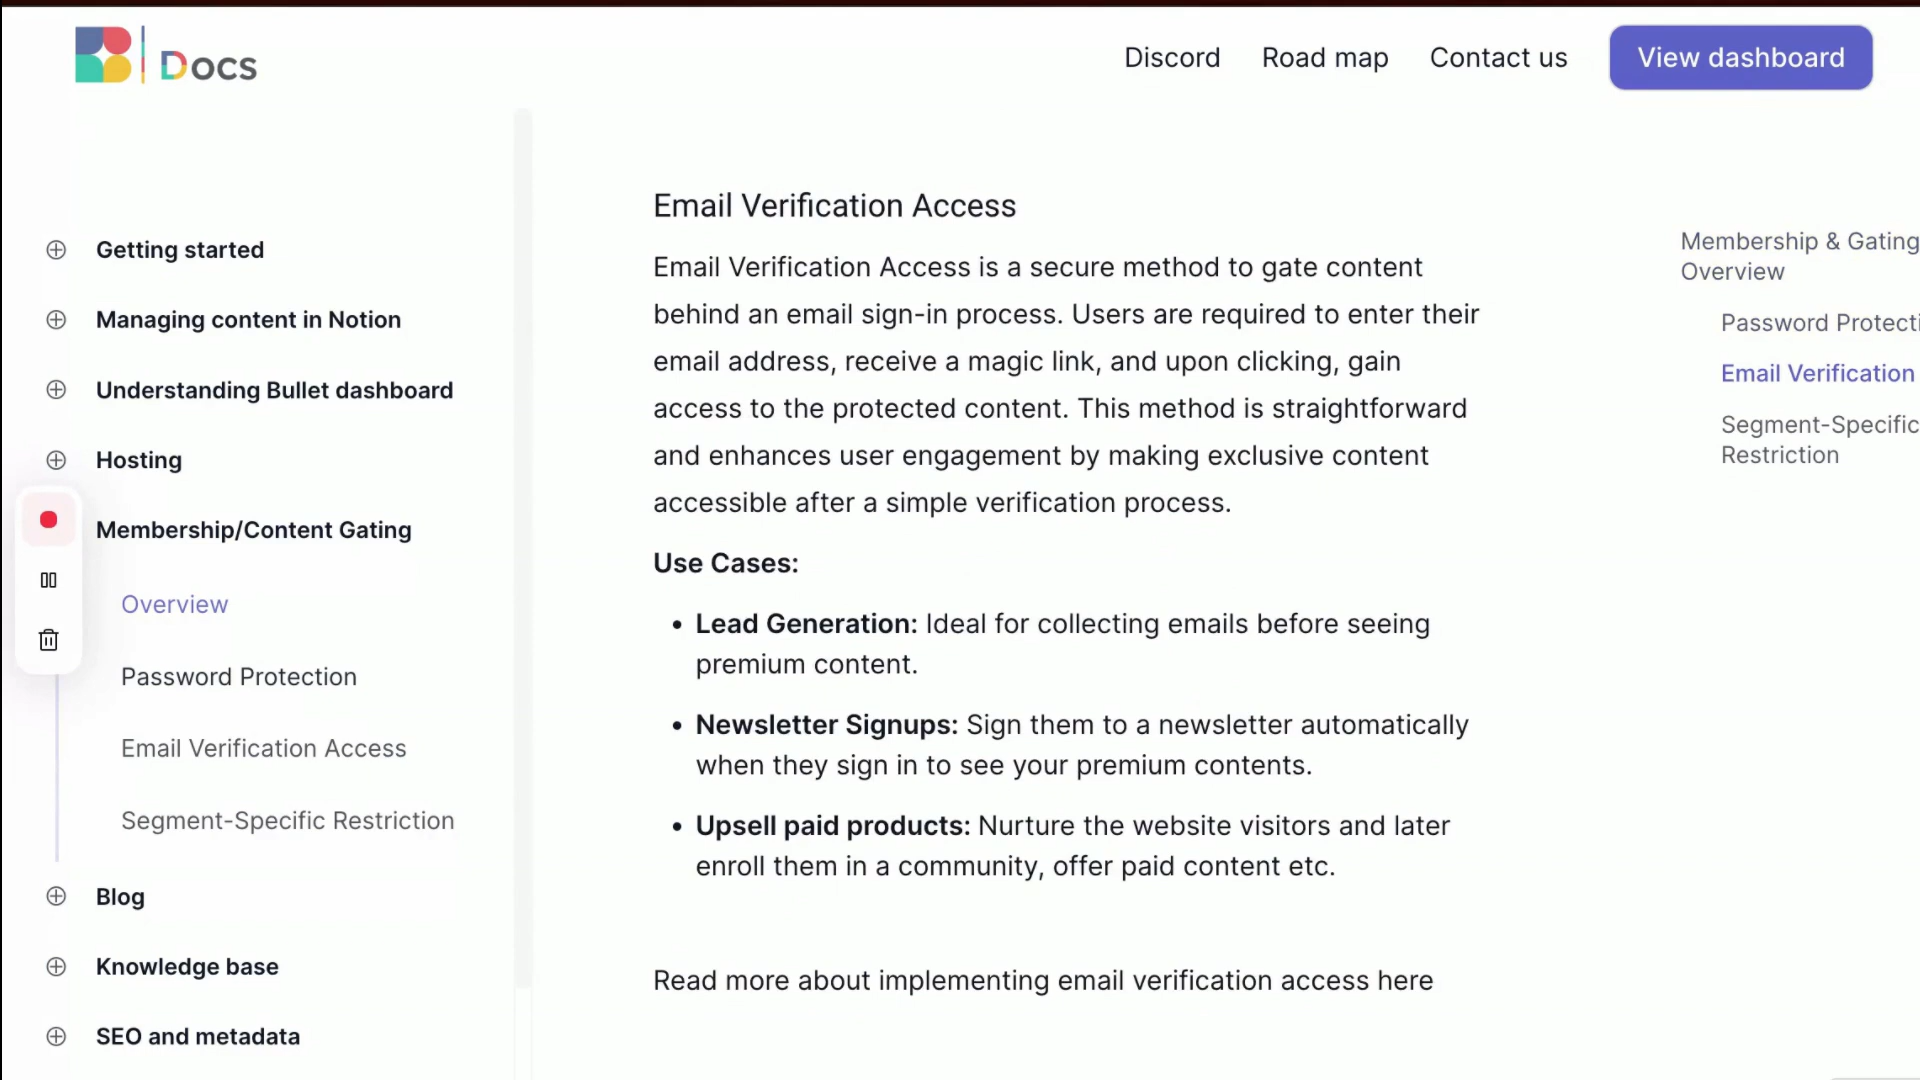 Docs
Discord
Road map
Contact us
View dashboard
Getting started
Managing content in Notion
Understanding Bullet dashboard
Hosting
Membership/Content Gating
Overview
Password Protection
Email Verification Access
Segment-Specific Restriction
Blog
Knowledge base
SEO and metadata
Email Verification Access
Email Verification Access is a secure method to gate content
behind an email sign-in process. Users are required to enter their
email address, receive a magic link, and upon clicking, gain
access to the protected content. This method is straightforward
and enhances user engagement by making exclusive content
accessible after a simple verification process.
Use Cases:
• Lead Generation: Ideal for collecting emails before seeing
premium content.
• Newsletter Signups: Sign them to a newsletter automatically
when they sign in to see your premium contents.
• Upsell paid products: Nurture the website visitors and later
enroll them in a community, offer paid content etc.
Read more about implementing email verification access here
Membership & Gating
Overview
Password Protecti
Email Verification
Segment-Specific
Restriction